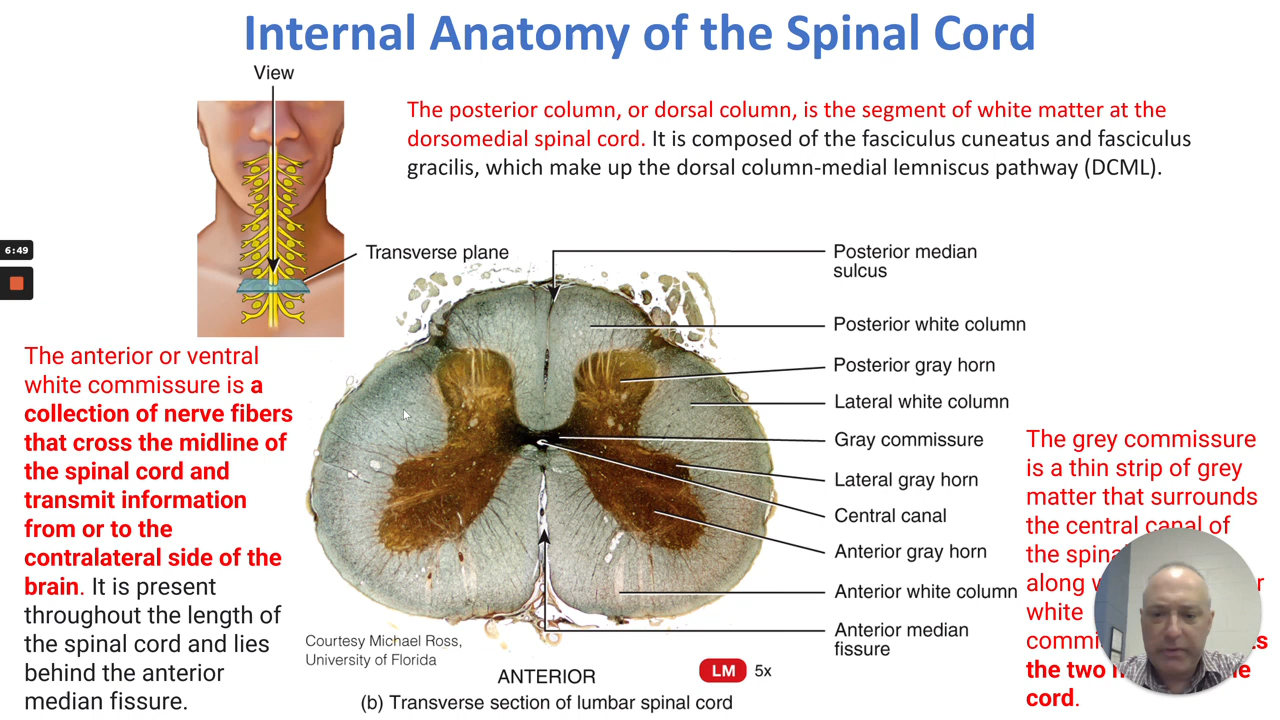 Internal Anatomy of the Spinal Cord
View
The posterior column, or dorsal column, is the segment of white matter at the
dorsomedial spinal cord. It is composed of the fasciculus cuneatus and fasciculus
gracilis, which make up the dorsal column-medial lemniscus pathway (DCML).
6:49
Transverse plane
Posterior median
sulcus
Posterior white column
Posterior gray horn
Lateral white column
Gray commissure
Lateral gray horn
Central canal
Anterior gray horn
Anterior white column
Anterior median
fissure
The anterior or ventral
white commissure is a
collection of nerve fibers
that cross the midline of
the spinal cord and
transmit information
from or to the
contralateral side of the
brain. It is present
throughout the length of
the spinal cord and lies
behind the anterior
median fissure.
The grey commissure
is a thin strip of grey
matter that surrounds
the central canal of
the
along
white
the two
cord.
Courtesy Michael Ross,
University of Florida
ANTERIOR
LM 5x
(b) Transverse section of lumbar spinal cord